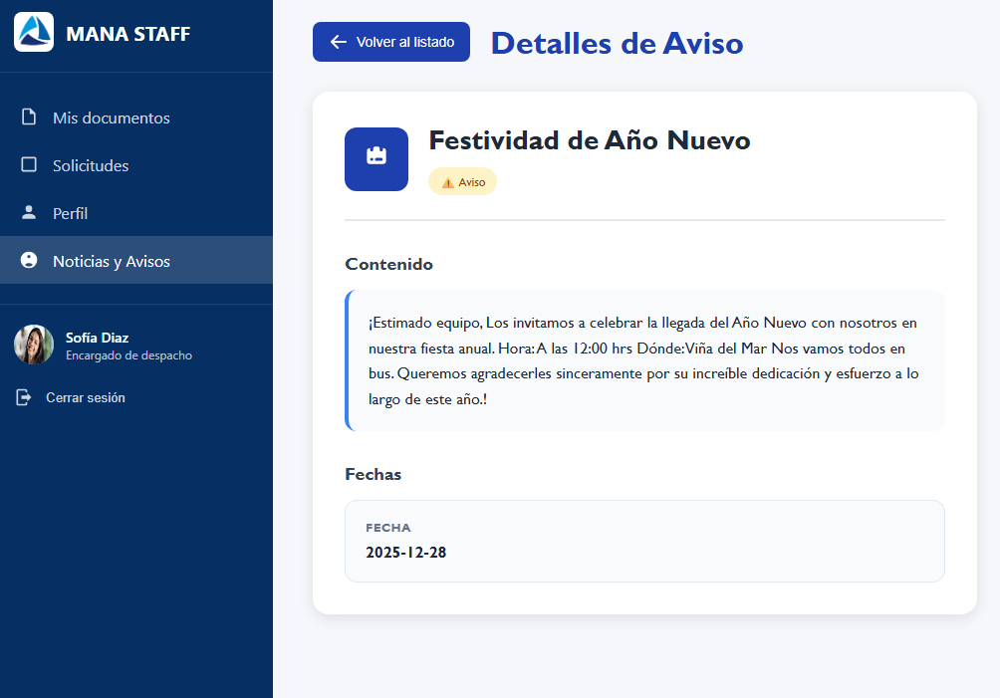 MANA STAFF
Mis documentos
Solicitudes
Perfil
Noticias y Avisos
Sofía Diaz
Encargado de despacho
Cerrar sesión
Volver al listado
Detalles de Aviso
Festividad de Año Nuevo
Aviso
Contenido
¡Estimado equipo, Los invitamos a celebrar la llegada del Año Nuevo con nosotros en
nuestra fiesta anual. Hora: A las 12:00 hrs Dónde: Viña del Mar Nos vamos todos en
bus. Queremos agradecerles sinceramente por su increíble dedicación y esfuerzo a lo
largo de este año.!
Fechas
FECHA
2025-12-28